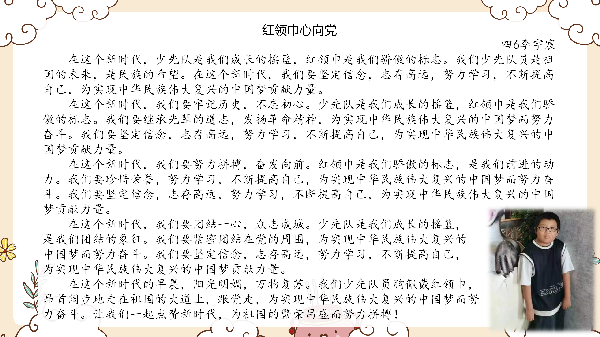 红领巾心向党
四6李宇宸
在这个新时代，少先队是我们成长的摇篮，红领巾是我们骄傲的标志。我们少先队员是祖
国的未来，是民族的希望。在这个新时代，我们要坚定信念，志存高远，努力学习，不断提高
自己，为实现中华民族伟大复兴的中国梦贡献力量。
在这个新时代，我们要牢记历史，不忘初心。少先队是我们成长的摇篮，红领巾是我们骄
傲的标志。我们要继承先辈的遗志，发扬革命精神，为实现中华民族伟大复兴的中国梦而努力
奋斗。我们要坚定信念，志存高远，努力学习，不断提高自己，为实现中华民族伟大复兴的中
国梦贡献力量。
在这个新时代，我们要努力拼搏，奋发向前。红领巾是我们骄傲的标志，是我们前进的动
力。我们要珍惜荣誉，努力学习，不断提高自己，为实现中华民族伟大复兴的中国梦而努力奋
斗。我们要坚定信念，志存高远，努力学习，不断提高自己，为实现中华民族伟大复兴的中国
梦贡献力量。
在这个新时代，我们要团结一心，众志成城。少先队是我们成长的摇篮，
是我们团结的象征。我们要紧密团结在党的周围，为实现中华民族伟大复兴的
中国梦而努力奋斗。我们要坚定信念，志存高远，努力学习，不断提高自己，
为实现中华民族伟大复兴的中国梦贡献力量。
在这个新时代的早晨，阳光明媚，万物复苏。我们少先队员骄傲戴红领巾，
昂首阔步地走在祖国的大道上，跟党走，为实现中华民族伟大复兴的中国梦而努
力奋斗。让我们一起点赞新时代，为祖国的繁荣昌盛而努力拼搏！